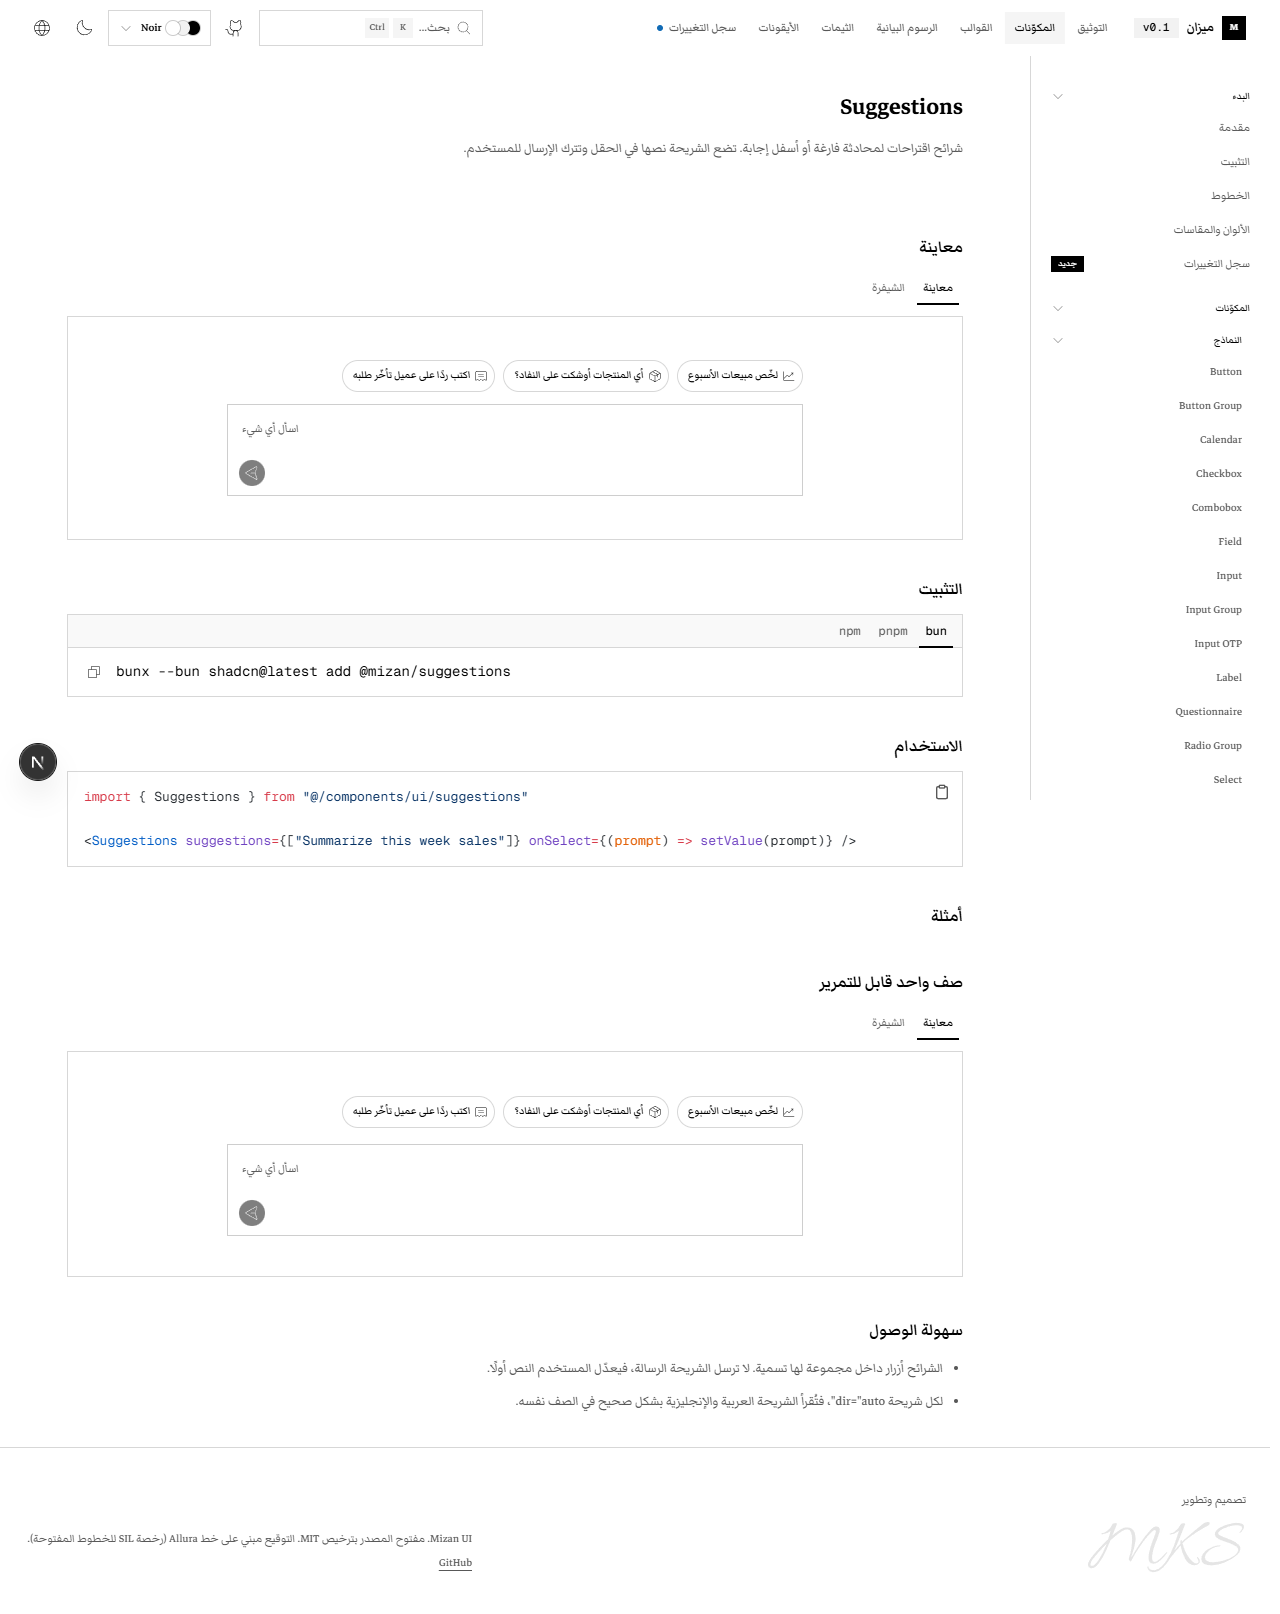 M ميزان v0.1 التوثيق المكوّنات القوالب الرسوم البيانية الثيمات الأيقونات سجل التغييرات بحث... Ctrl K Noir
البدء
مقدمة
التثبيت
الخطوط
الألوان والمقاسات
سجل التغييرات جديد
المكوّنات
النماذج
Button
Button Group
Calendar
Checkbox
Combobox
Field
Input
Input Group
Input OTP
Label
Questionnaire
Radio Group
Select
Suggestions
شرائح اقتراحات لمحادثة فارغة أو أسفل إجابة. تضع الشريحة نصها في الحقل وتترك الإرسال للمستخدم.
معاينة
معاينة الشيفرة
لخّص مبيعات الأسبوع أي المنتجات أوشكت على النفاد؟ اكتب ردًا على عميل تأخّر طلبه
اسأل أي شيء
التثبيت
bun pnpm npm
bunx --bun shadcn@latest add @mizan/suggestions
الاستخدام
import { Suggestions } from "@/components/ui/suggestions"
<Suggestions suggestions={["Summarize this week sales"]} onSelect={(prompt) => setValue(prompt)} />
أمثلة
صف واحد قابل للتمرير
معاينة الشيفرة
لخّص مبيعات الأسبوع أي المنتجات أوشكت على النفاد؟ اكتب ردًا على عميل تأخّر طلبه
اسأل أي شيء
سهولة الوصول
الشرائح أزرار داخل مجموعة لها تسمية. لا ترسل الشريحة الرسالة، فيعدّل المستخدم النص أولًا.
لكل شريحة dir="auto"، فتُقرأ الشريحة العربية والإنجليزية بشكل صحيح في الصف نفسه.
تصميم وتطوير
MKS
Mizan UI. مفتوح المصدر بترخيص MIT. التوقيع مبني على خط Allura (رخصة SIL للخطوط المفتوحة).
GitHub
N